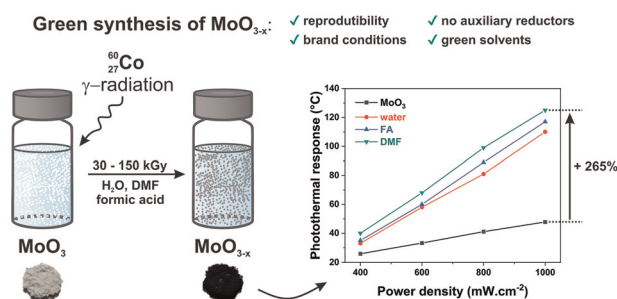 Green synthesis of MoO₃₋ₓ:
✓ reprodutibility
✓ no auxiliary reductors
✓ brand conditions
✓ green solvents
⁶⁰₂₇Co
γ–radiation
30 - 150 kGy
H₂O, DMF
formic acid
MoO₃
MoO₃₋ₓ
Photothermal response (°C)
140
120
100
80
60
40
20
MoO₃
water
FA
DMF
+ 265%
400
600
800
1000
Power density (mW.cm⁻²)